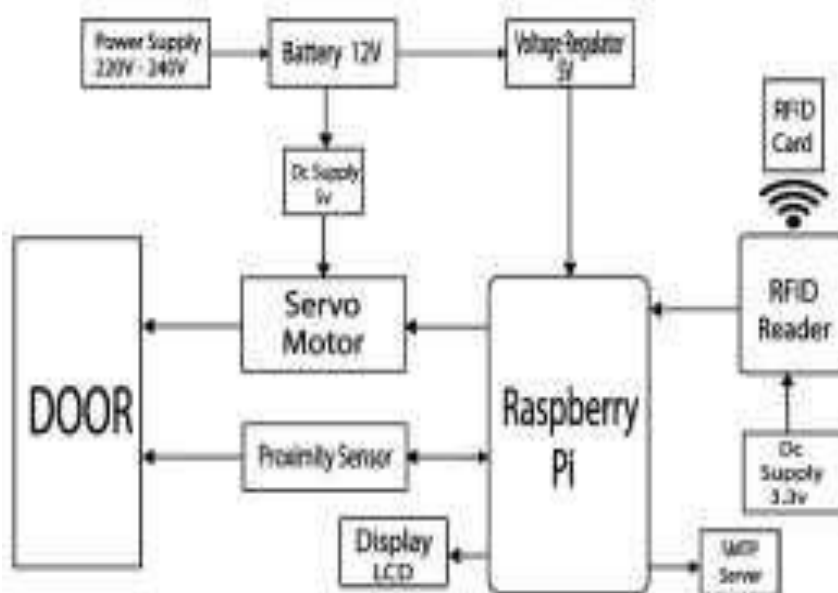 Power Supply
220V - 240V
Battery 12V
Voltage Regulator
5V
RFID
Card
Dc Supply
5v
Servo
Motor
RFID
Reader
DOOR
Raspberry
Pi
Proximity Sensor
Dc
Supply
3.3v
Display
LCD
SMTP
Server